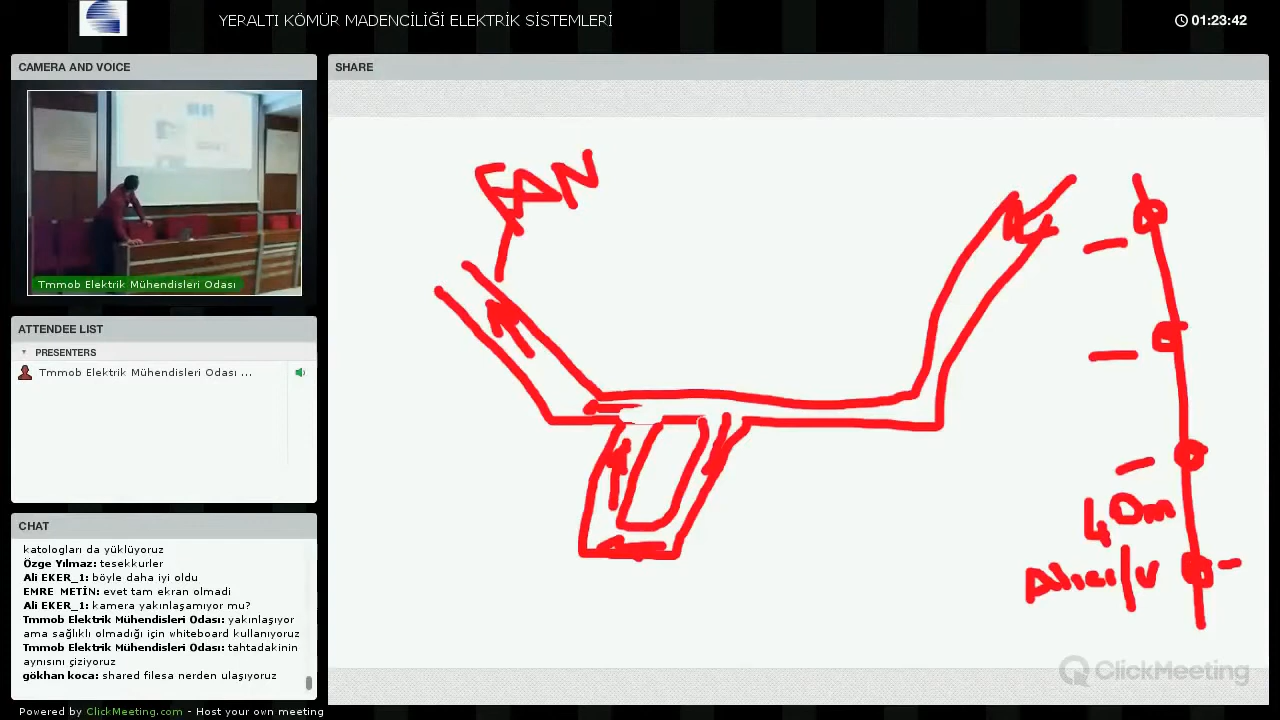 YERALTI KÖMÜR MADENCİLİĞİ ELEKTRİK SİSTEMLERİ
01:23:42
CAMERA AND VOICE
Tmmob Elektrik Mühendisleri Odası
ATTENDEE LIST
PRESENTERS
Tmmob Elektrik Mühendisleri Odası ...
CHAT
katologları da yüklüyoruz
Özge Yılmaz: tesekkurler
Ali EKER_1: böyle daha iyi oldu
EMRE METİN: evet tam ekran olmadi
Ali EKER_1: kamera yakınlaşamıyor mu?
Tmmob Elektrik Mühendisleri Odası: yakınlaşıyor
ama sağlıklı olmadığı için whiteboard kullanıyoruz
Tmmob Elektrik Mühendisleri Odası: tahtadakinin
aynısını çiziyoruz
gökhan koca: shared filesa nerden ulaşıyoruz
Powered by ClickMeeting.com - Host your own meeting
SHARE
FAN
40m
ClickMeeting